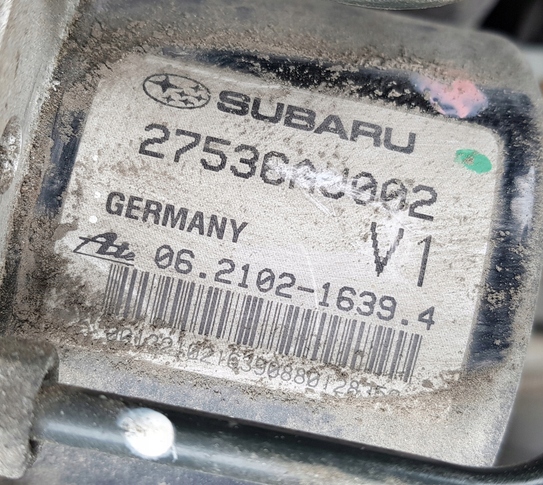 SUBARU
27536AJ002
GERMANY
V1
Ate 06.2102-1639.4